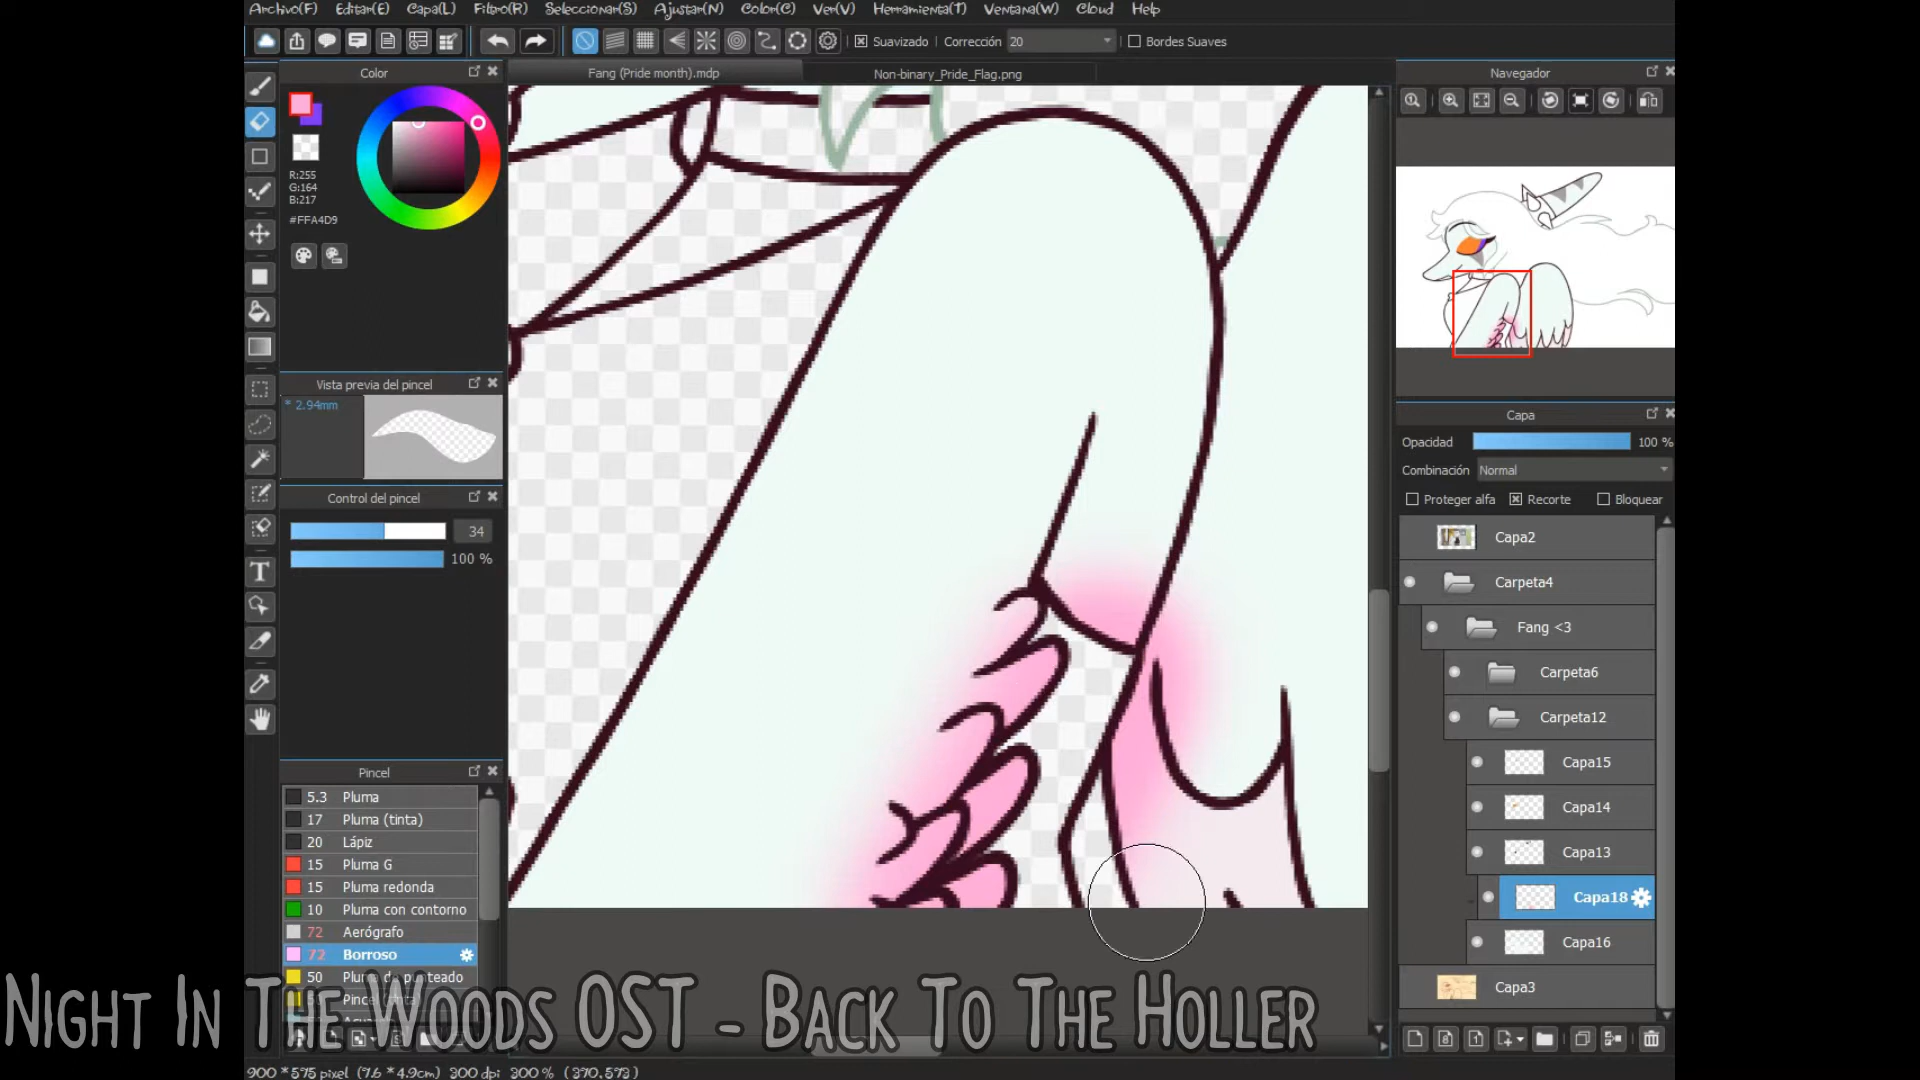 Archivo(F) Editar(E) Capa(L) Filtro(R) Seleccionar(S) Ajustar(N) Color(C) Ver(V) Herramienta(T) Ventana(W) Cloud Help
Suavizado Corrección 20 Bordes Suaves
Color
Fang (Pride month).mdp
Non-binary_Pride_Flag.png
Navegador
R:255
G:164
B:217
#FFA4D9
Vista previa del pincel
* 2.94mm
Control del pincel
34
100 %
Pincel
5.3 Pluma
17 Pluma (tinta)
20 Lápiz
15 Pluma G
15 Pluma redonda
10 Pluma con contorno
72 Aerógrafo
72 Borroso
50 Pluma de punteado
Capa
Opacidad 100 %
Combinación Normal
Proteger alfa Recorte Bloquear
Capa2
Carpeta4
Fang <3
Carpeta6
Carpeta12
Capa15
Capa14
Capa13
Capa18
Capa16
Capa3
Night In The Woods OST - Back To The Holler
900 * 575 pixel (7.6 * 4.9cm) 300 dpi 300 % (370,573)